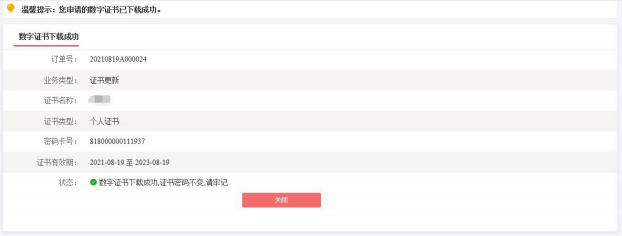 温馨提示：您申请的数字证书已下载成功。
数字证书下载成功
订单号： 20210819A000024
业务类型： 证书更新
证书名称：
证书类型： 个人证书
密码卡号： 818000000111937
证书有效期： 2021-08-19 至 2023-08-19
状态： 数字证书下载成功,证书密码不变,请牢记
关闭